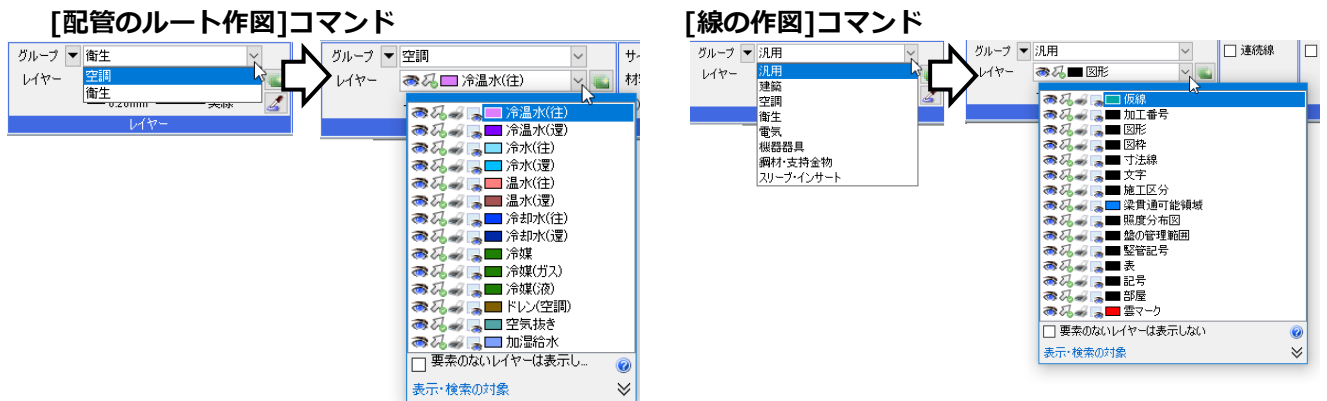 [配管のルート作図]コマンド
グループ
衛生
レイヤー
空調
衛生
0.20mm
実線
レイヤー
グループ
空調
サイ
レイヤー
冷温水(往)
材
冷温水(往)
冷温水(還)
冷水(往)
冷水(還)
温水(往)
温水(還)
冷却水(往)
冷却水(還)
冷媒
冷媒(ガス)
冷媒(液)
ドレン(空調)
空気抜き
加湿給水
要素のないレイヤーは表示し...
表示・検索の対象
[線の作図]コマンド
グループ
汎用
レイヤー
汎用
建築
空調
衛生
電気
機器器具
鋼材・支持金物
スリーブ・インサート
グループ
汎用
連続線
レイヤー
図形
仮線
加工番号
図形
図枠
寸法線
文字
施工区分
梁貫通可能領域
照度分布図
盤の管理範囲
竪管記号
表
記号
部屋
雲マーク
要素のないレイヤーは表示しない
表示・検索の対象